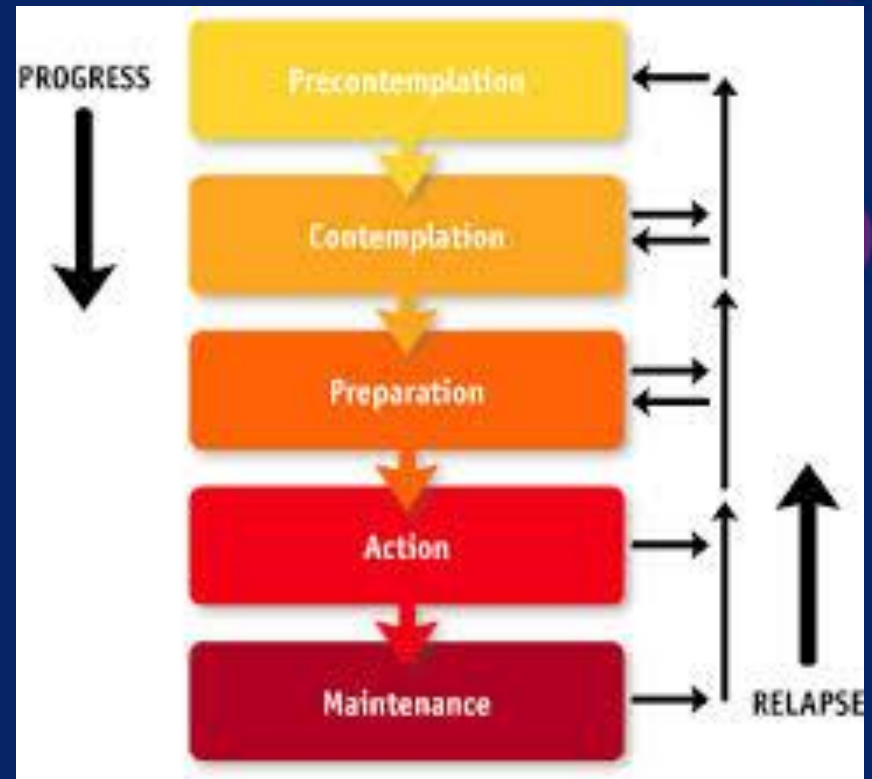 PROGRESS
Precontemplation
Contemplation
Preparation
Action
Maintenance
RELAPSE